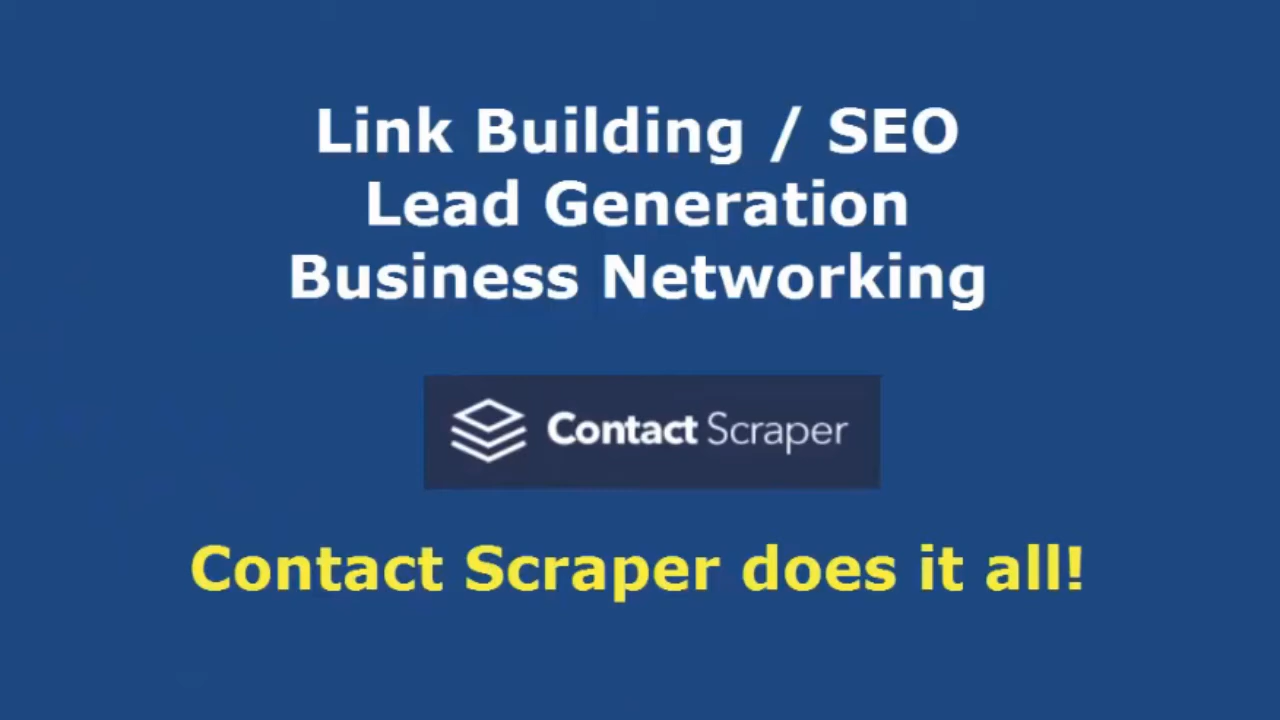 Link Building / SEO
Lead Generation
Business Networking
Contact Scraper
Contact Scraper does it all!